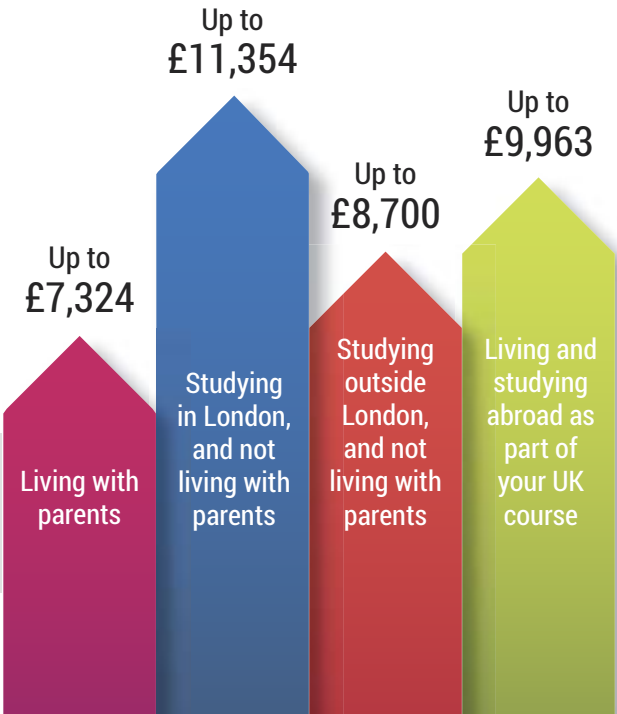 Up to
£7,324
Living with
parents
Up to
£11,354
Studying
in London,
and not
living with
parents
Up to
£8,700
Studying
outside
London,
and not
living with
parents
Up to
£9,963
Living and
studying
abroad as
part of
your UK
course